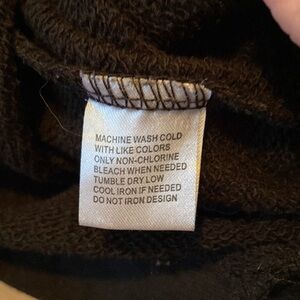 MACHINE WASH COLD
WITH LIKE COLORS
ONLY NON-CHLORINE
BLEACH WHEN NEEDED
TUMBLE DRY LOW
COOL IRON IF NEEDED
DO NOT IRON DESIGN